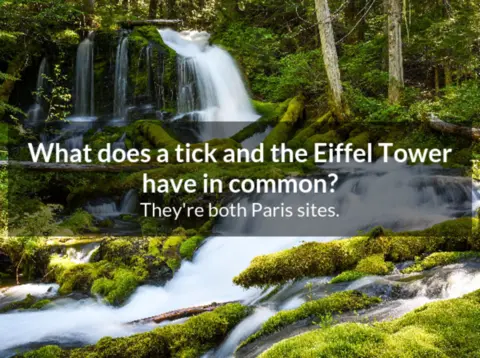 What does a tick and the Eiffel Tower
have in common?
They're both Paris sites.